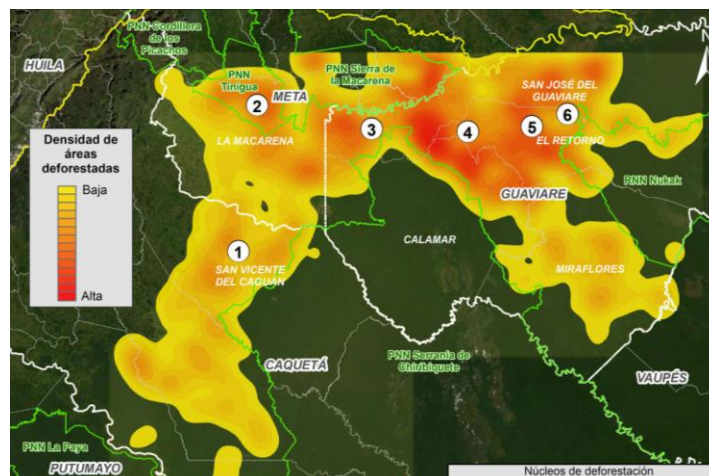 PNN Cordillera
de los
Picachos
HUILA
PNN
Tinigua
META
PNN Sierra
de la
Macarena
SAN JOSÉ DEL
GUAVIARE
2
6
3
4
5
LA MACARENA
EL RETORNO
Densidad de
áreas
deforestadas
Baja
Alta
RNN Nukak
GUAVIARE
1
CALAMAR
SAN VICENTE
DEL CAGUÁN
MIRAFLORES
CAQUETÁ
PNN Serranía de
Chiribiquete
VAUPÉS
PNN La Paya
PUTUMAYO
Núcleos de deforestación